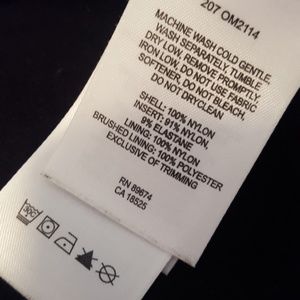 207 OM2114
MACHINE WASH COLD GENTLE,
WASH SEPARATELY, TUMBLE
DRY LOW, REMOVE PROMPTLY,
IRON LOW, DO NOT USE FABRIC
SOFTENER, DO NOT BLEACH,
DO NOT DRYCLEAN
SHELL: 100% NYLON
INSERT: 91% NYLON,
9% ELASTANE
LINING: 100% NYLON
BRUSHED LINING: 100% POLYESTER
EXCLUSIVE OF TRIMMING
RN 89674
CA 18525